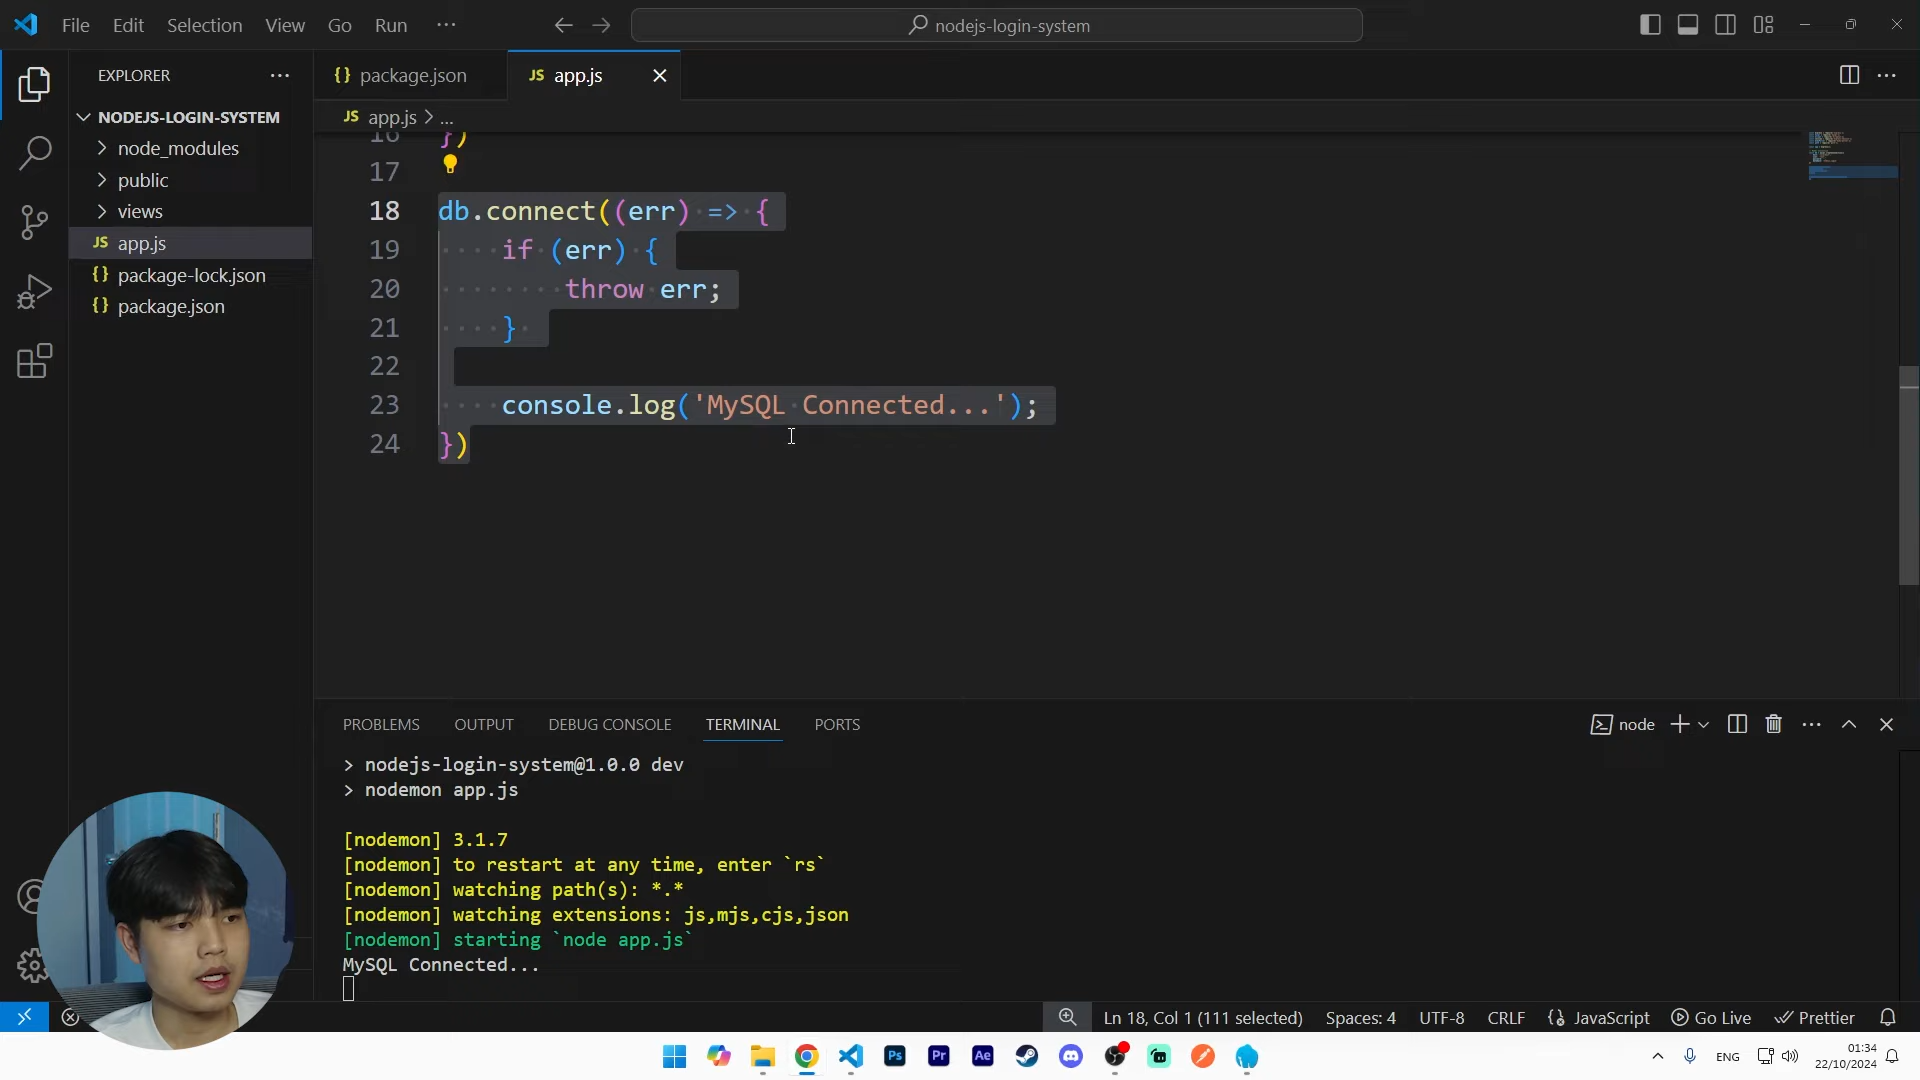 File Edit Selection View Go Run ... nodejs-login-system
EXPLORER ...
{} package.json JS app.js
NODEJS-LOGIN-SYSTEM
JS app.js > ...
node_modules
public
views
JS app.js
{} package-lock.json
{} package.json
16 })
17
18 db.connect((err) => {
19 if (err) {
20 throw err;
21 }
22
23 console.log('MySQL Connected...');
24 })
PROBLEMS OUTPUT DEBUG CONSOLE TERMINAL PORTS node
> nodejs-login-system@1.0.0 dev
> nodemon app.js
[nodemon] 3.1.7
[nodemon] to restart at any time, enter `rs`
[nodemon] watching path(s): *.*
[nodemon] watching extensions: js,mjs,cjs,json
[nodemon] starting `node app.js`
MySQL Connected...
Ln 18, Col 1 (111 selected) Spaces: 4 UTF-8 CRLF {} JavaScript Go Live Prettier
Ps Pr Ae
ENG
01:34
22/10/2024